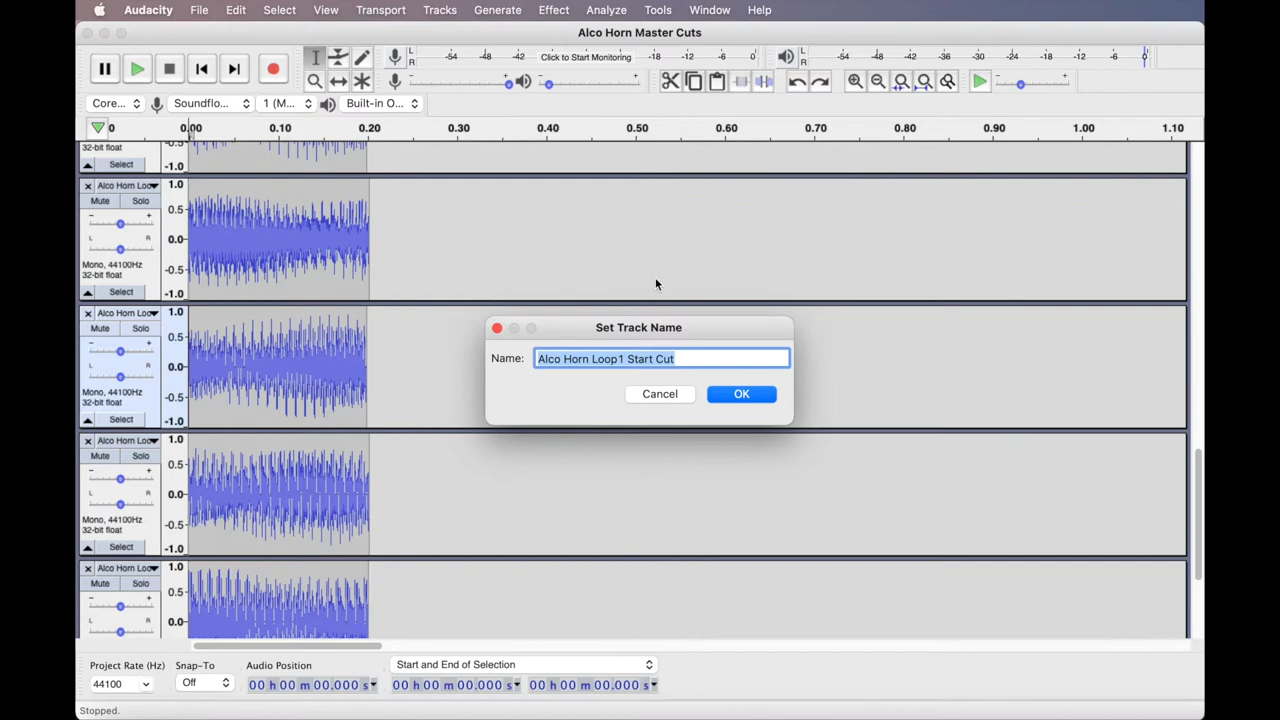 Audacity File Edit Select View Transport Tracks Generate Effect Analyze Tools Window Help
Alco Horn Master Cuts
L R -54 -48 -42 Click to Start Monitoring -18 -12 -6 0 L R -54 -48 -42 -36 -30 -24 -18 -12 -6 0
Core... Soundflo... 1 (M... Built-in O...
0 0.00 0.10 0.20 0.30 0.40 0.50 0.60 0.70 0.80 0.90 1.00 1.10
32-bit float -0.5
Select -1.0
Alco Horn Loo 1.0
Mute Solo
- + 0.5
L R 0.0
Mono, 44100Hz -0.5
32-bit float
Select -1.0
Alco Horn Loo 1.0
Mute Solo
- + 0.5
L R 0.0
Mono, 44100Hz -0.5
32-bit float
Select -1.0
Set Track Name
Name: Alco Horn Loop1 Start Cut
Cancel OK
Alco Horn Loo 1.0
Mute Solo
- + 0.5
L R 0.0
Mono, 44100Hz -0.5
32-bit float
Select -1.0
Alco Horn Loo 1.0
Mute Solo
- + 0.5
L R 0.0
Project Rate (Hz) Snap-To Audio Position Start and End of Selection
44100 Off 00 h 00 m 00.000 s 00 h 00 m 00.000 s 00 h 00 m 00.000 s
Stopped.